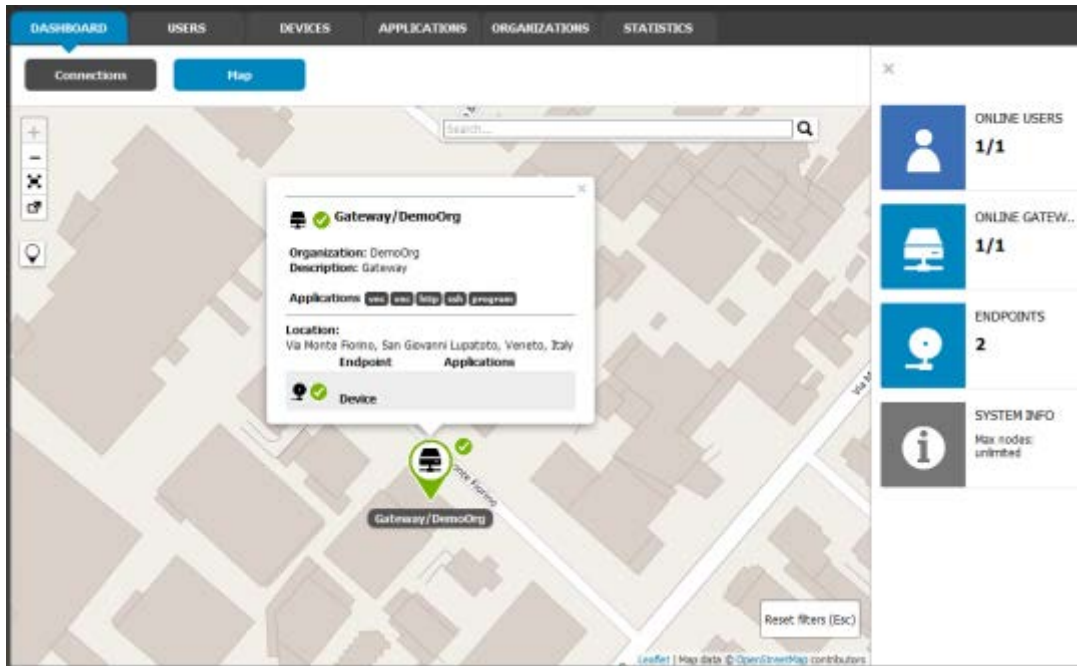 DASHBOARD USERS DEVICES APPLICATIONS ORGANIZATIONS STATISTICS
Connections Map
Search...
Gateway/DemoOrg
Organization: DemoOrg
Description: Gateway
Applications vnc vnc http ssh program
Location:
Via Monte Fiorino, San Giovanni Lupatoto, Veneto, Italy
Endpoint Applications
Device
onte Fiorino
Via M
Gateway/DemoOrg
Reset filters (Esc)
Leaflet | Map data © OpenStreetMap contributors
ONLINE USERS
1/1
ONLINE GATEW..
1/1
ENDPOINTS
2
SYSTEM INFO
Max nodes:
unlimited